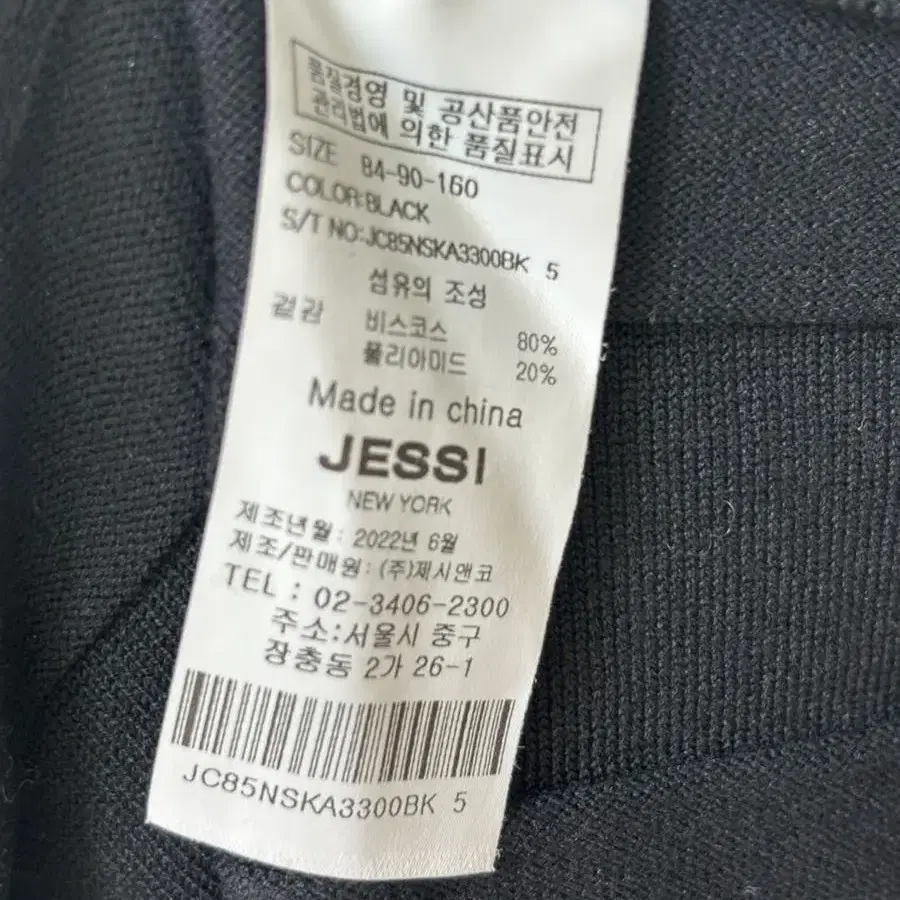 품질경영 및 공산품안전
관리법에 의한 품질표시
SIZE 84-90-160
COLOR:BLACK
S/T NO:JC85NSKA3300BK 5
섬유의 조성
겉감 비스코스 80%
폴리아미드 20%
Made in china
JESSI
NEW YORK
제조년월: 2022년 6월
제조/판매원: (주)제시앤코
TEL : 02-3406-2300
주소:서울시 중구
장충동 2가 26-1
JC85NSKA3300BK 5